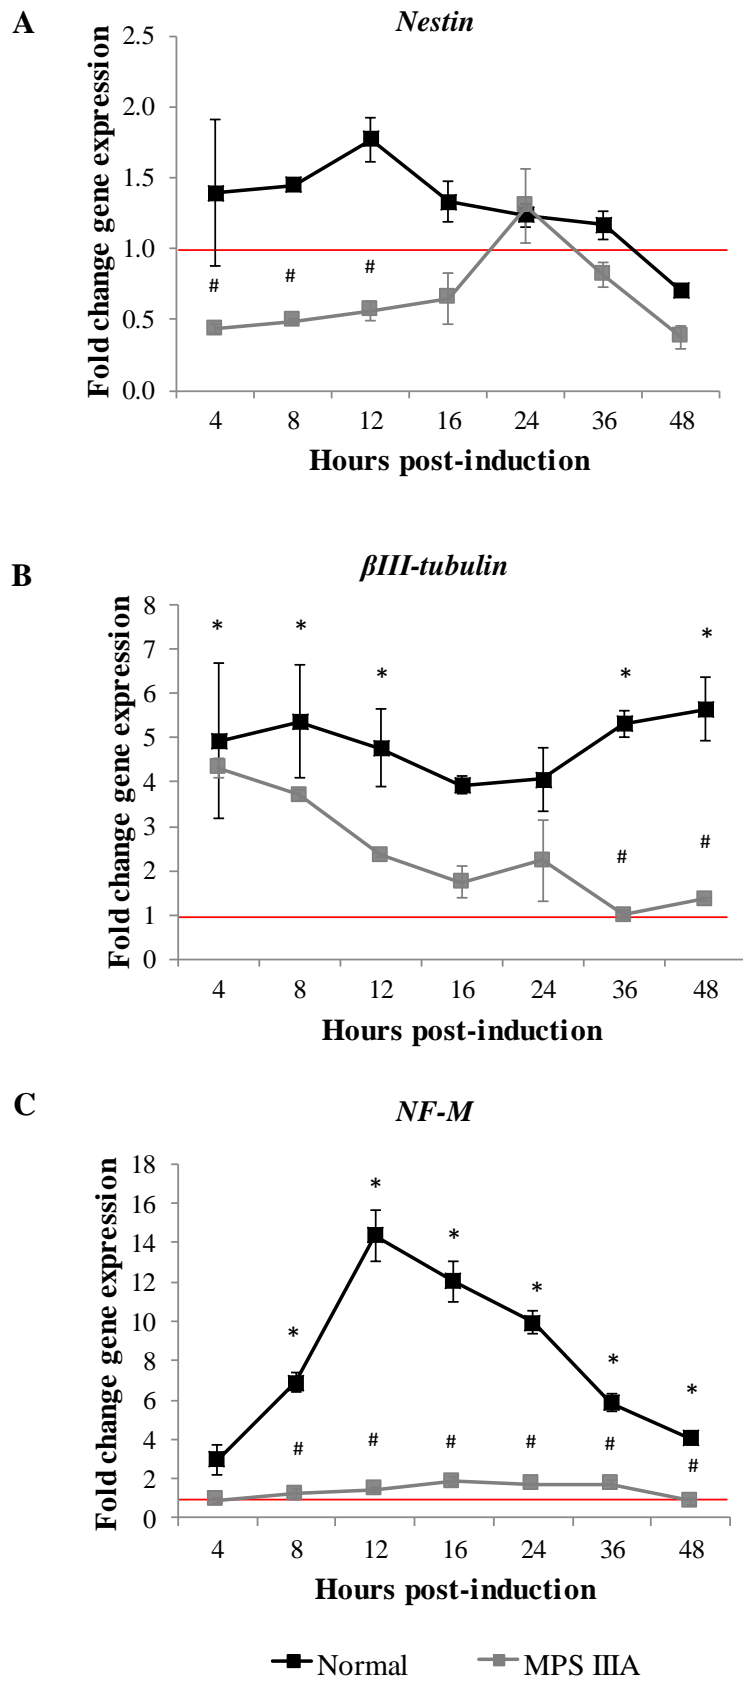 A
Nestin
Fold change gene expression
2.5
2.0
1.5
1.0
0.5
0.0
# # #
4 8 12 16 24 36 48
Hours post-induction
B
βIII-tubulin
Fold change gene expression
8
7
6
5
4
3
2
1
0
* * * * *
# #
4 8 12 16 24 36 48
Hours post-induction
C
NF-M
Fold change gene expression
18
16
14
12
10
8
6
4
2
0
* * * * * *
# # # # # #
4 8 12 16 24 36 48
Hours post-induction
Normal MPS IIIA